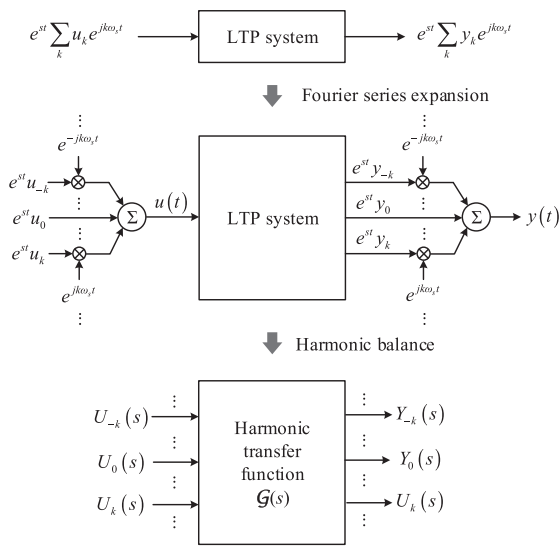 e^{st} \sum_k u_k e^{jkω_s t} LTP system e^{st} \sum_k y_k e^{jkω_s t}
Fourier series expansion
⋮ ⋮
e^{-jkω_s t} e^{-jkω_s t}
e^{st} u_{-k} ⊗ e^{st} y_{-k} ⊗
⋮ ⋮
e^{st} u_0 Σ u(t) LTP system e^{st} y_0 Σ y(t)
⋮ ⋮
e^{st} u_k ⊗ e^{st} y_k ⊗
e^{jkω_s t} e^{jkω_s t}
⋮ ⋮
Harmonic balance
⋮ ⋮
U_{-k}(s) Y_{-k}(s)
⋮ Harmonic ⋮
U_0(s) transfer Y_0(s)
⋮ function ⋮
U_k(s) G(s) U_k(s)
⋮ ⋮